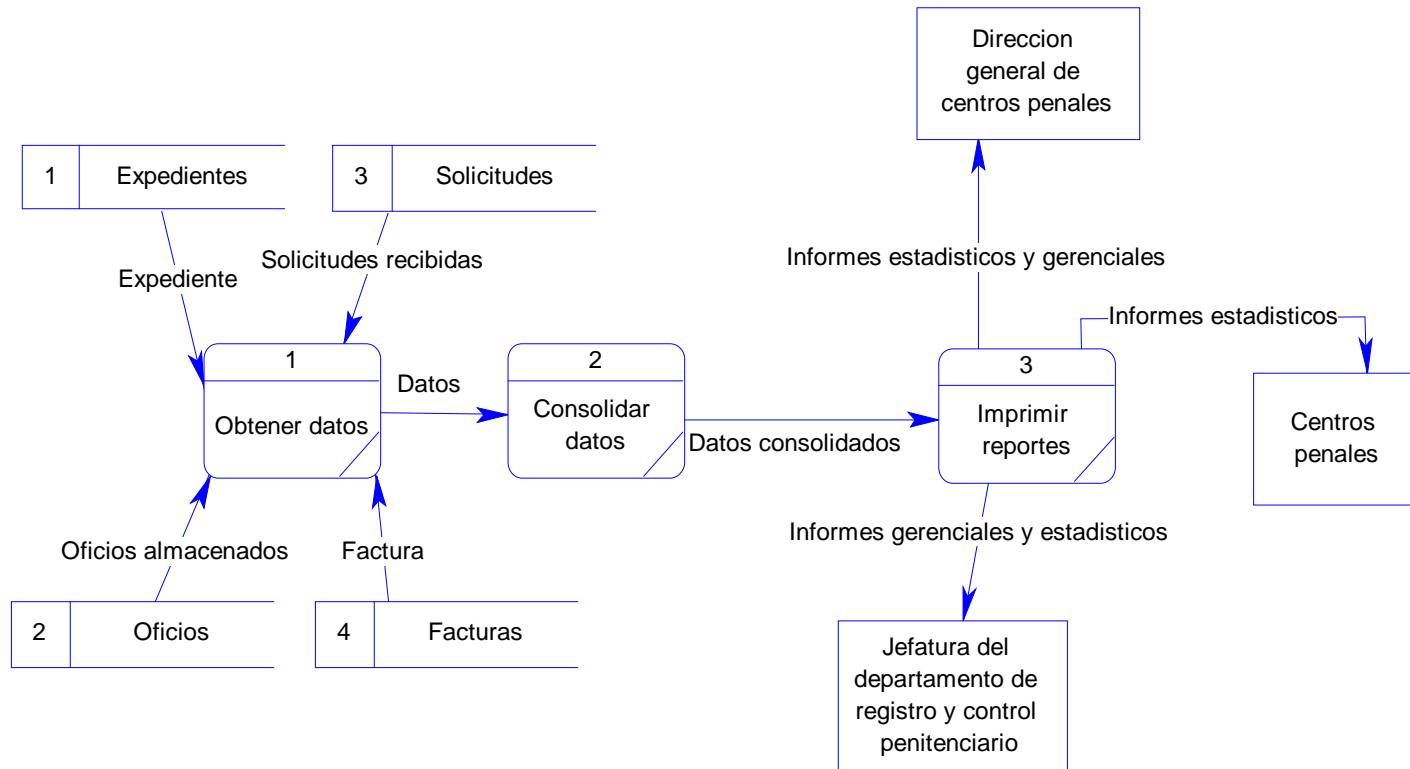 Direccion
general de
centros penales
1
Expedientes
3
Solicitudes
Solicitudes recibidas
Expediente
Informes estadisticos y gerenciales
Informes estadisticos
1
Obtener datos
Datos
2
Consolidar
datos
Datos consolidados
3
Imprimir
reportes
Centros
penales
Oficios almacenados
Factura
Informes gerenciales y estadisticos
2
Oficios
4
Facturas
Jefatura del
departamento de
registro y control
penitenciario